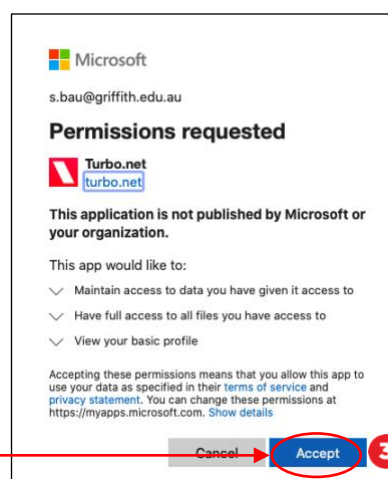 Microsoft
s.bau@griffith.edu.au
Permissions requested
Turbo.net
turbo.net
This application is not published by Microsoft or
your organization.
This app would like to:
Maintain access to data you have given it access to
Have full access to all files you have access to
View your basic profile
Accepting these permissions means that you allow this app to
use your data as specified in their terms of service and
privacy statement. You can change these permissions at
https://myapps.microsoft.com. Show details
Cancel Accept 3